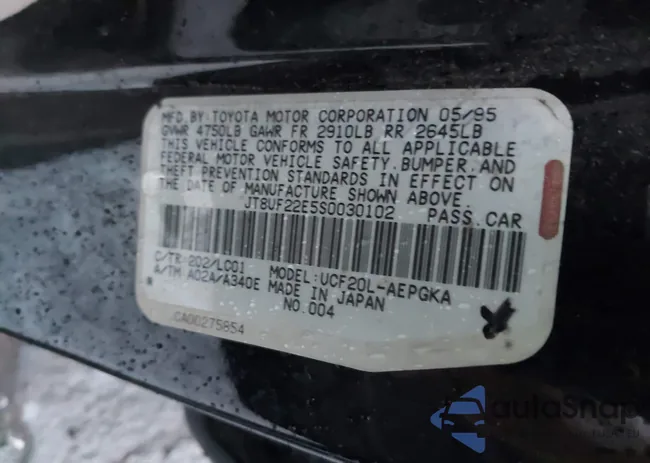 MFD.BY:TOYOTA MOTOR CORPORATION 05/95
GVWR 4750LB GAWR FR 2910LB RR 2645LB
THIS VEHICLE CONFORMS TO ALL APPLICABLE
FEDERAL MOTOR VEHICLE SAFETY,BUMPER,AND
THEFT PREVENTION STANDARDS IN EFFECT ON
THE DATE OF MANUFACTURE SHOWN ABOVE.
JT8UF22E5S0030102 PASS.CAR
C/TR:202/LC01 MODEL:UCF20L-AEPGKA
A/TM A02A/A340E MADE IN JAPAN
NO.004
CA00275854
autoSnap